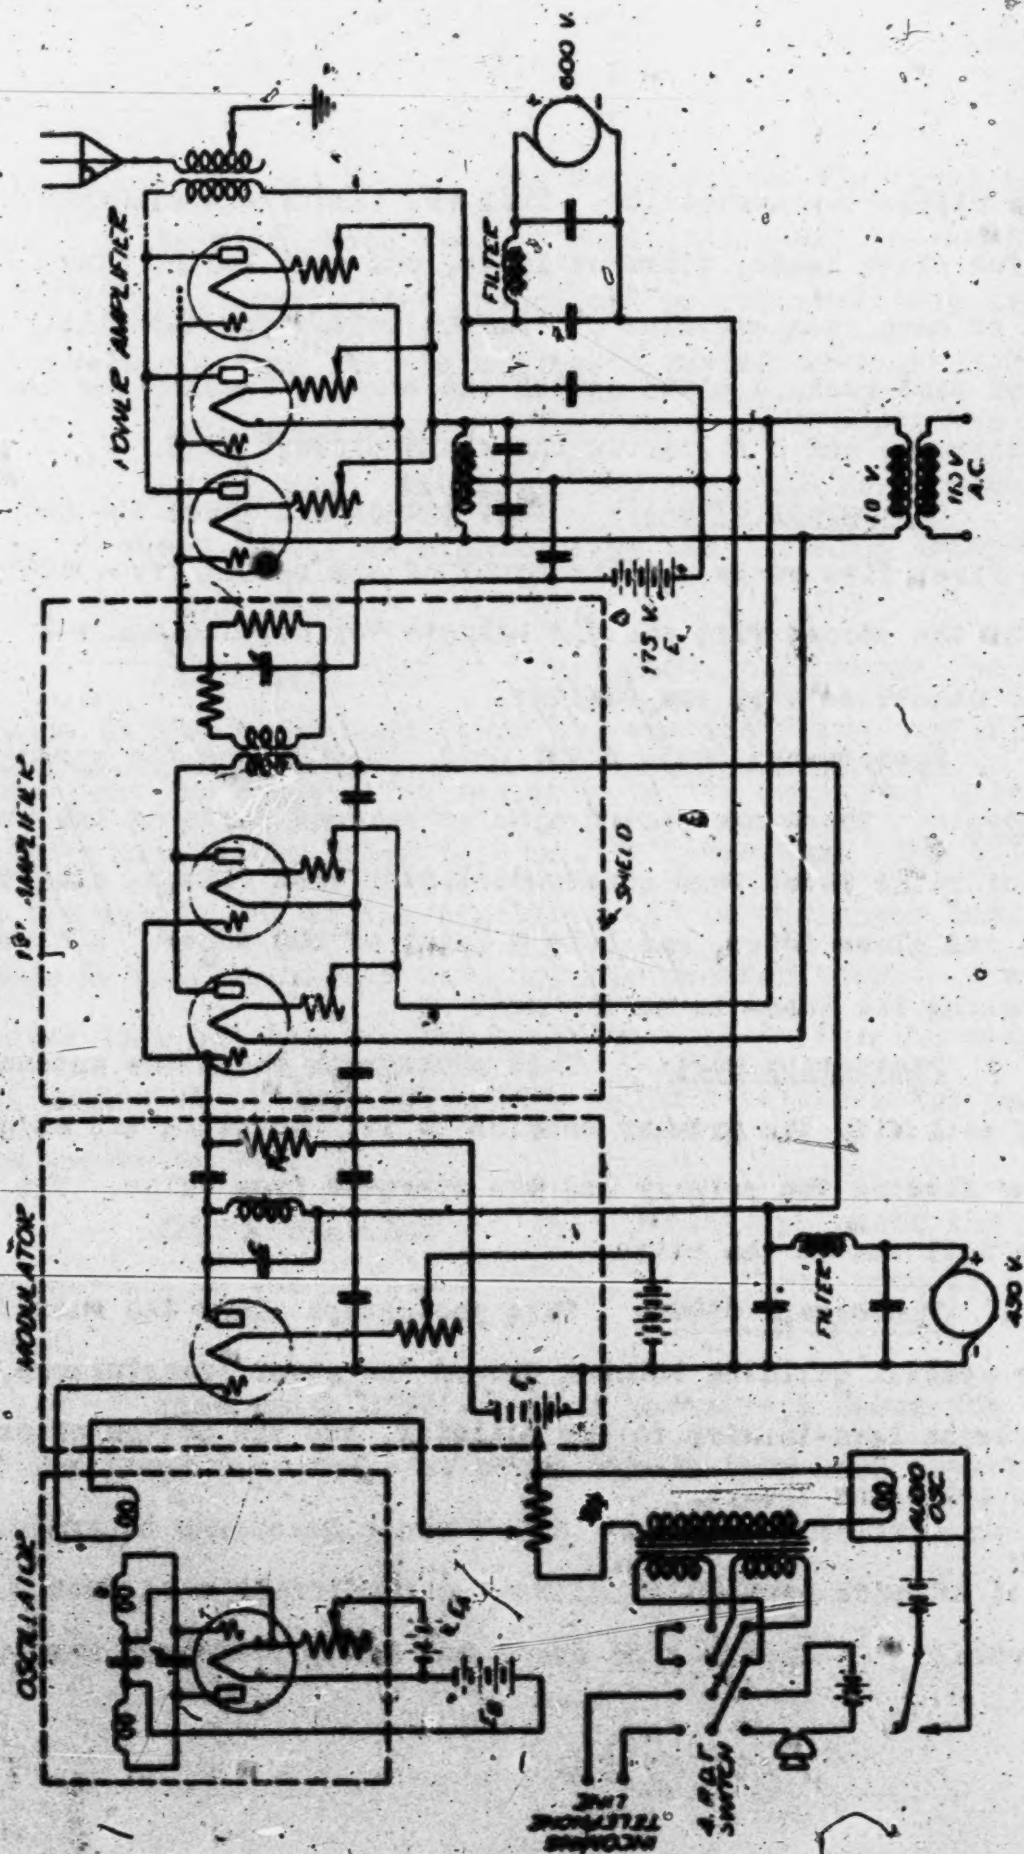 OSCILLATOR
MODULATOR
AMPLIFIER
POWER AMPLIFIER
SHIELD
175 V.
FILTER
600 V.
+
-
10 V.
110 V
A.C.
FILTER
450 V.
+
-
AUDIO
OSC
EB
INCOMING
TELEPHONE
LINE
4.P.D.T
SWITCH